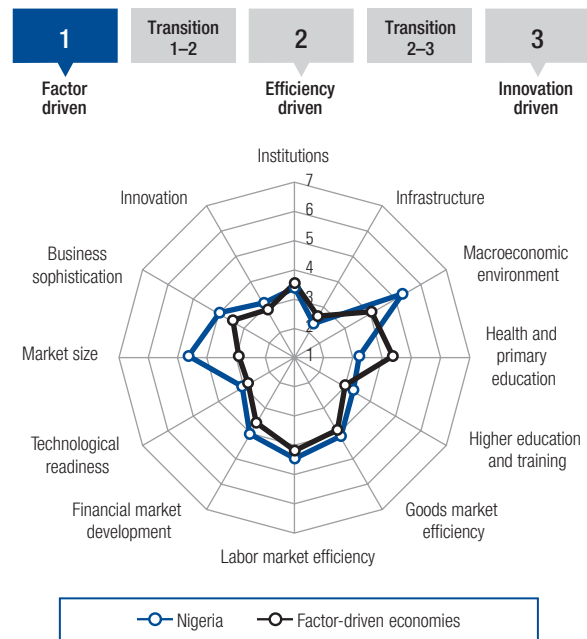 1
Transition
1–2
2
Transition
2–3
3
Factor
driven
Efficiency
driven
Innovation
driven
Institutions
7
Innovation
Infrastructure
6
5
Business
sophistication
Macroeconomic
environment
4
3
2
Market size
1
Health and
primary
education
Technological
readiness
Higher education
and training
Financial market
development
Goods market
efficiency
Labor market efficiency
Nigeria
Factor-driven economies